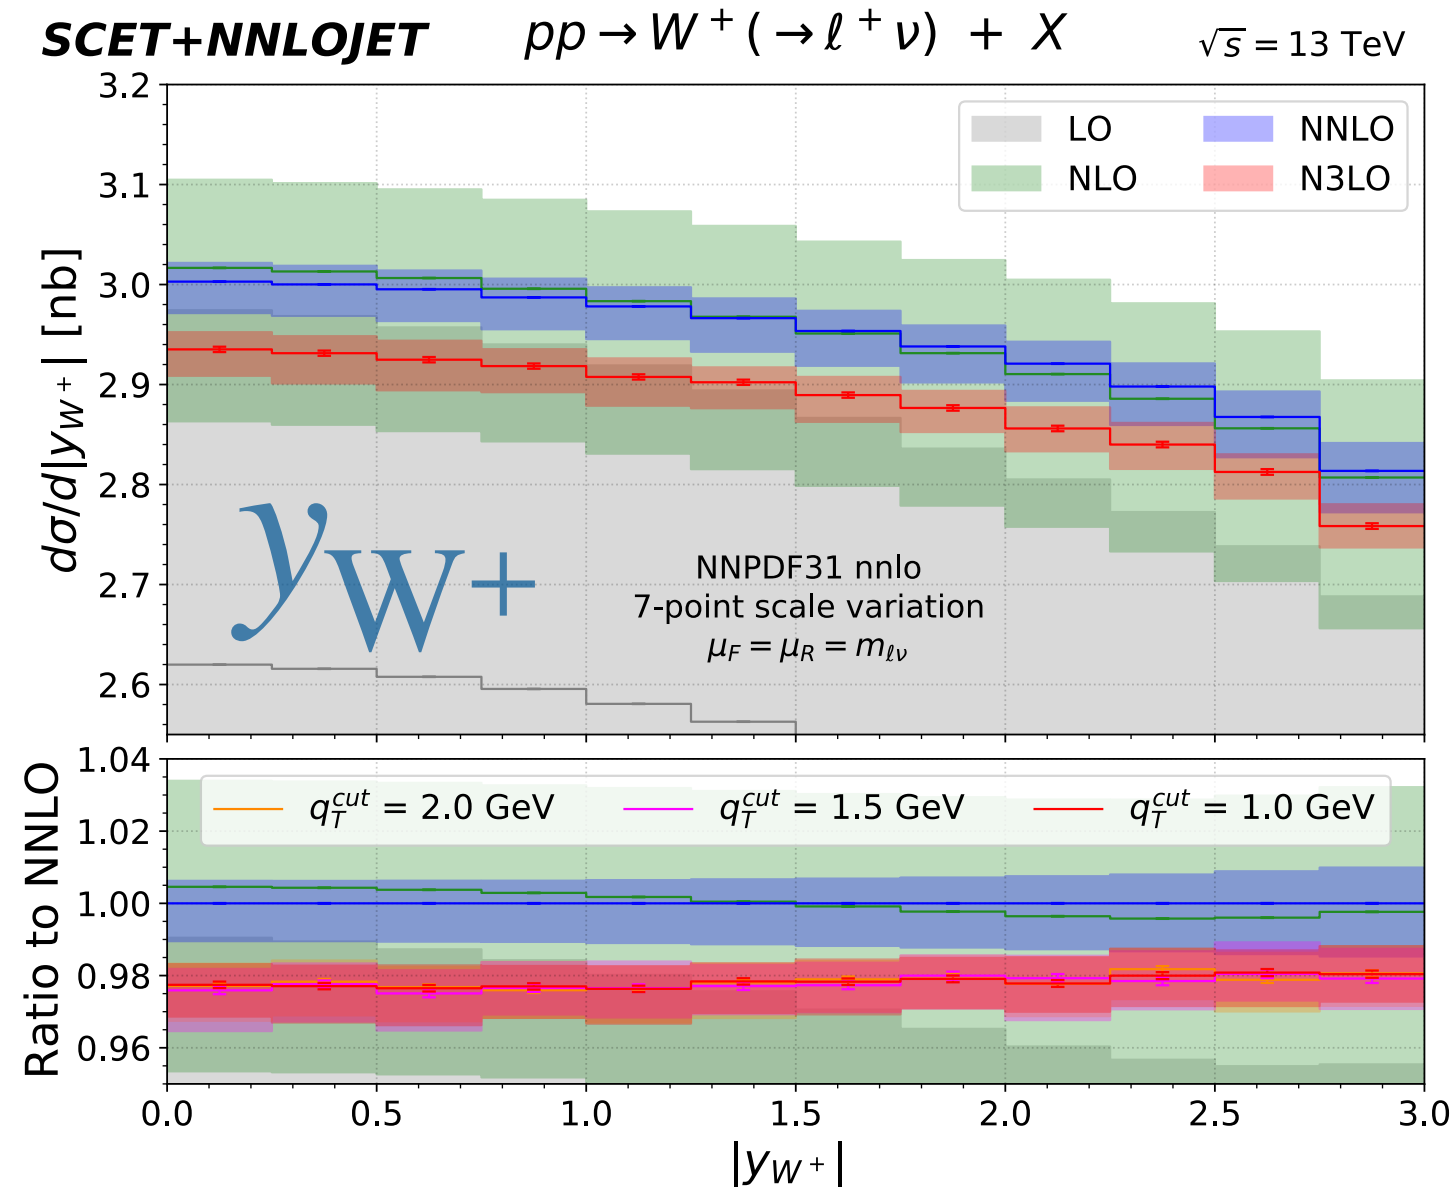 SCET+NNLOJET pp → W⁺(→ℓ⁺ν) + X √s = 13 TeV
3.2
3.1
3.0
2.9
2.8
2.7
2.6
dσ/d|y_W⁺| [nb]
LO NNLO
NLO N3LO
y_W+
NNPDF31 nnlo
7-point scale variation
μ_F = μ_R = m_ℓν
1.04
1.02
1.00
0.98
0.96
Ratio to NNLO
q_T^cut = 2.0 GeV q_T^cut = 1.5 GeV q_T^cut = 1.0 GeV
0.0 0.5 1.0 1.5 2.0 2.5 3.0
|y_W⁺|